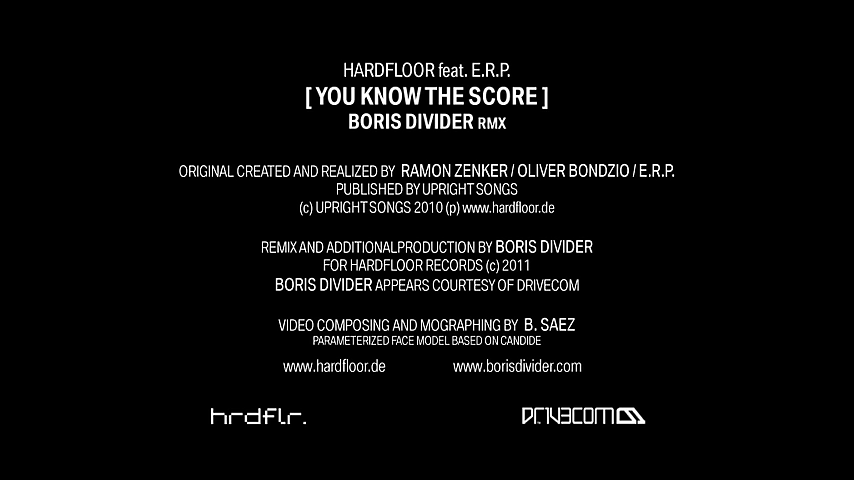 HARDFLOOR feat. E.R.P.
[ YOU KNOW THE SCORE ]
BORIS DIVIDER RMX
ORIGINAL CREATED AND REALIZED BY RAMON ZENKER / OLIVER BONDZIO / E.R.P.
PUBLISHED BY UPRIGHT SONGS
(c) UPRIGHT SONGS 2010 (p) www.hardfloor.de
REMIX AND ADDITIONALPRODUCTION BY BORIS DIVIDER
FOR HARDFLOOR RECORDS (c) 2011
BORIS DIVIDER APPEARS COURTESY OF DRIVECOM
VIDEO COMPOSING AND MOGRAPHING BY B. SAEZ
PARAMETERIZED FACE MODEL BASED ON CANDIDE
www.hardfloor.de www.borisdivider.com
hrdflr. DRIVECOM